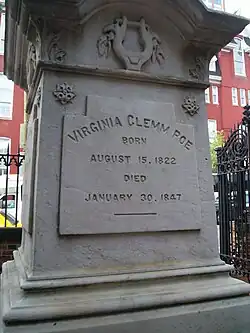 VIRGINIA CLEMM POE
BORN
AUGUST 15, 1822
DIED
JANUARY 30, 1847